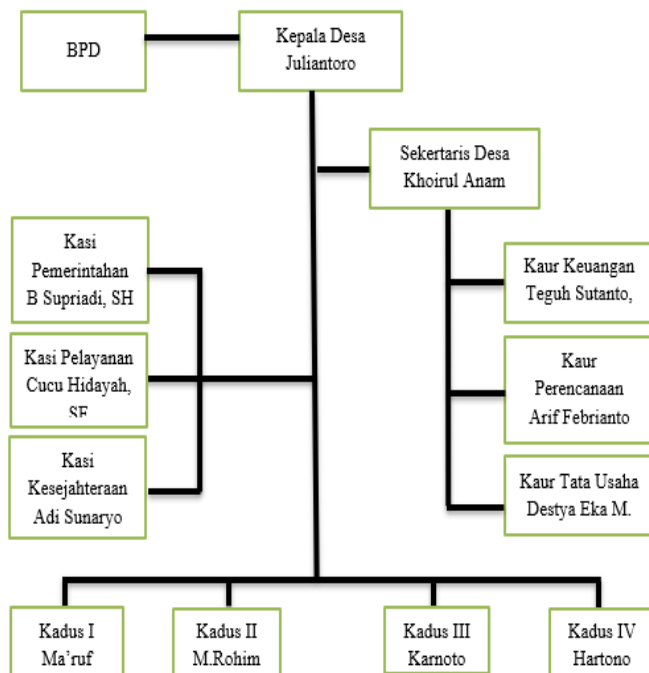 BPD
Kepala Desa
Juliantoro
Sekertaris Desa
Khoirul Anam
Kasi
Pemerintahan
B Supriadi, SH
Kasi Pelayanan
Cucu Hidayah,
Kasi
Kesejahteraan
Adi Sunaryo
Kaur Keuangan
Teguh Sutanto,
Kaur
Perencanaan
Arif Febrianto
Kaur Tata Usaha
Destya Eka M.
Kadus I
Ma’ruf
Kadus II
M.Rohim
Kadus III
Karnoto
Kadus IV
Hartono